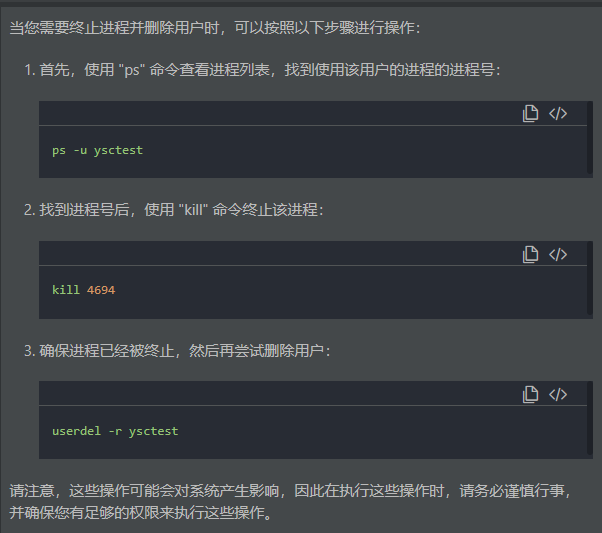 当您需要终止进程并删除用户时，可以按照以下步骤进行操作：
1. 首先，使用 "ps" 命令查看进程列表，找到使用该用户的进程的进程号：
ps -u ysctest
2. 找到进程号后，使用 "kill" 命令终止该进程：
kill 4694
3. 确保进程已经被终止，然后再尝试删除用户：
userdel -r ysctest
请注意，这些操作可能会对系统产生影响，因此在执行这些操作时，请务必谨慎行事，
并确保您有足够的权限来执行这些操作。